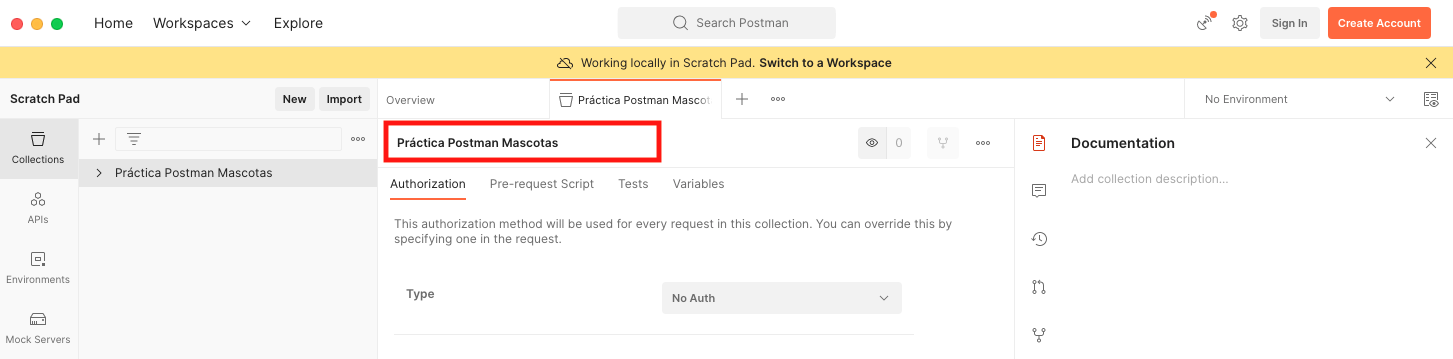 Home Workspaces Explore Search Postman Sign In Create Account
Working locally in Scratch Pad. Switch to a Workspace
Scratch Pad New Import Overview Práctica Postman Mascot No Environment
Collections
APIs
Environments
Mock Servers
Práctica Postman Mascotas
Práctica Postman Mascotas 0
Authorization Pre-request Script Tests Variables
This authorization method will be used for every request in this collection. You can override this by
specifying one in the request.
Type No Auth
Documentation
Add collection description...